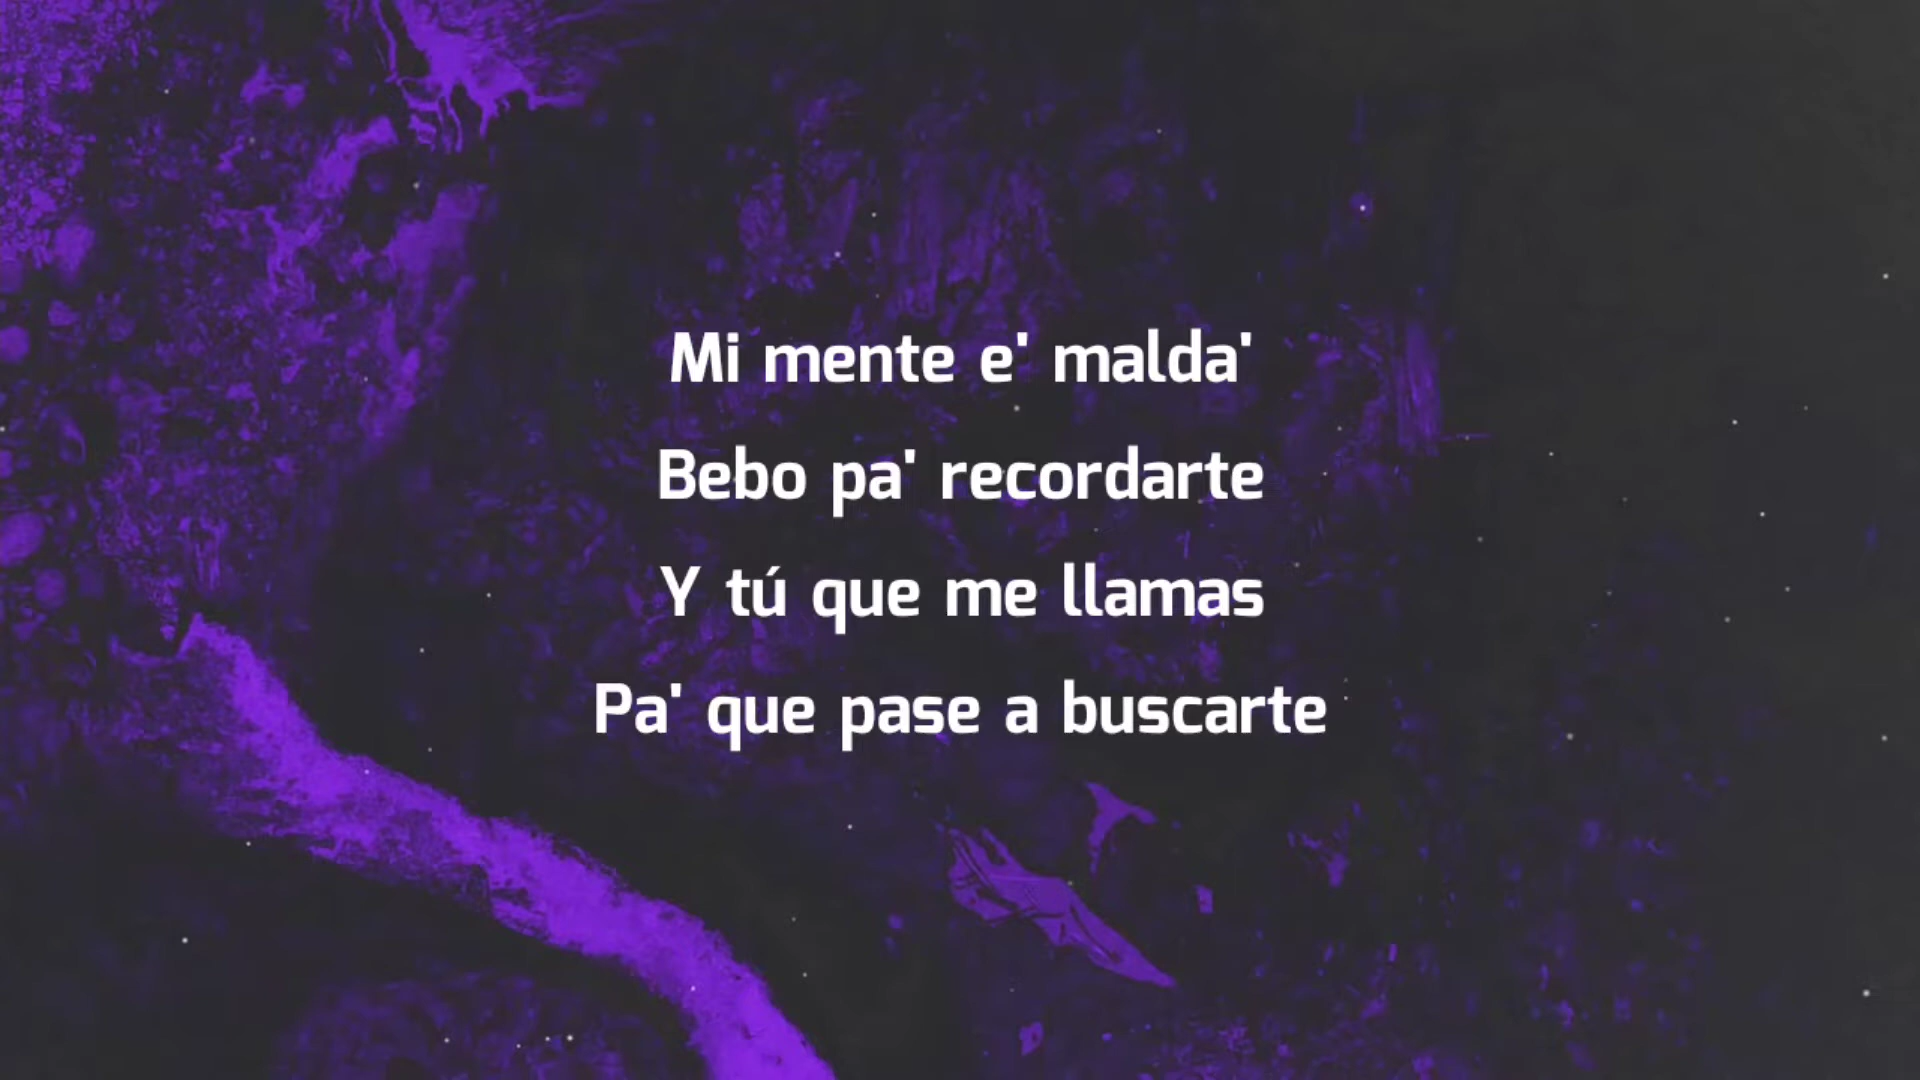 Mi mente e' malda'
Bebo pa' recordarte
Y tú que me llamas
Pa' que pase a buscarte